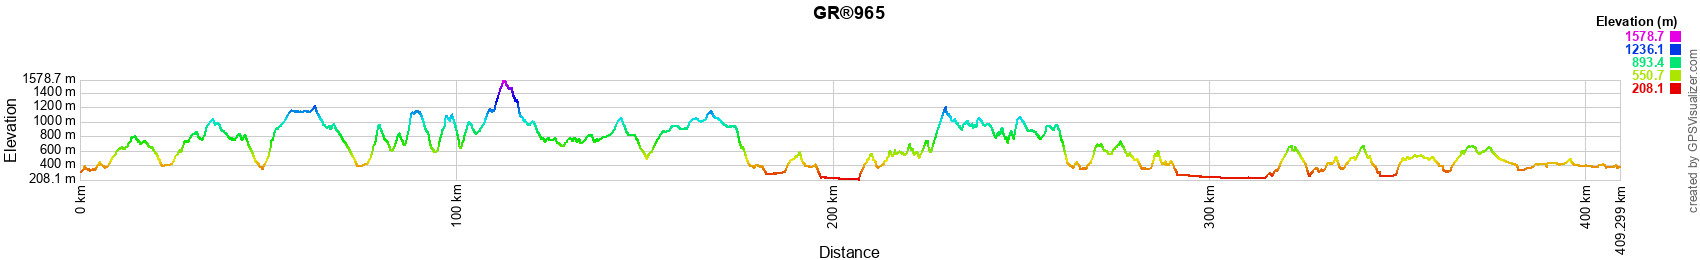 GR®965
Elevation (m)
1578.7
1236.1
893.4
550.7
208.1
1578.7 m
1400 m
1200 m
1000 m
800 m
600 m
400 m
208.1 m
Elevation
0 km
100 km
200 km
300 km
400 km
409.299 km
Distance
created by GPSVisualizer.com